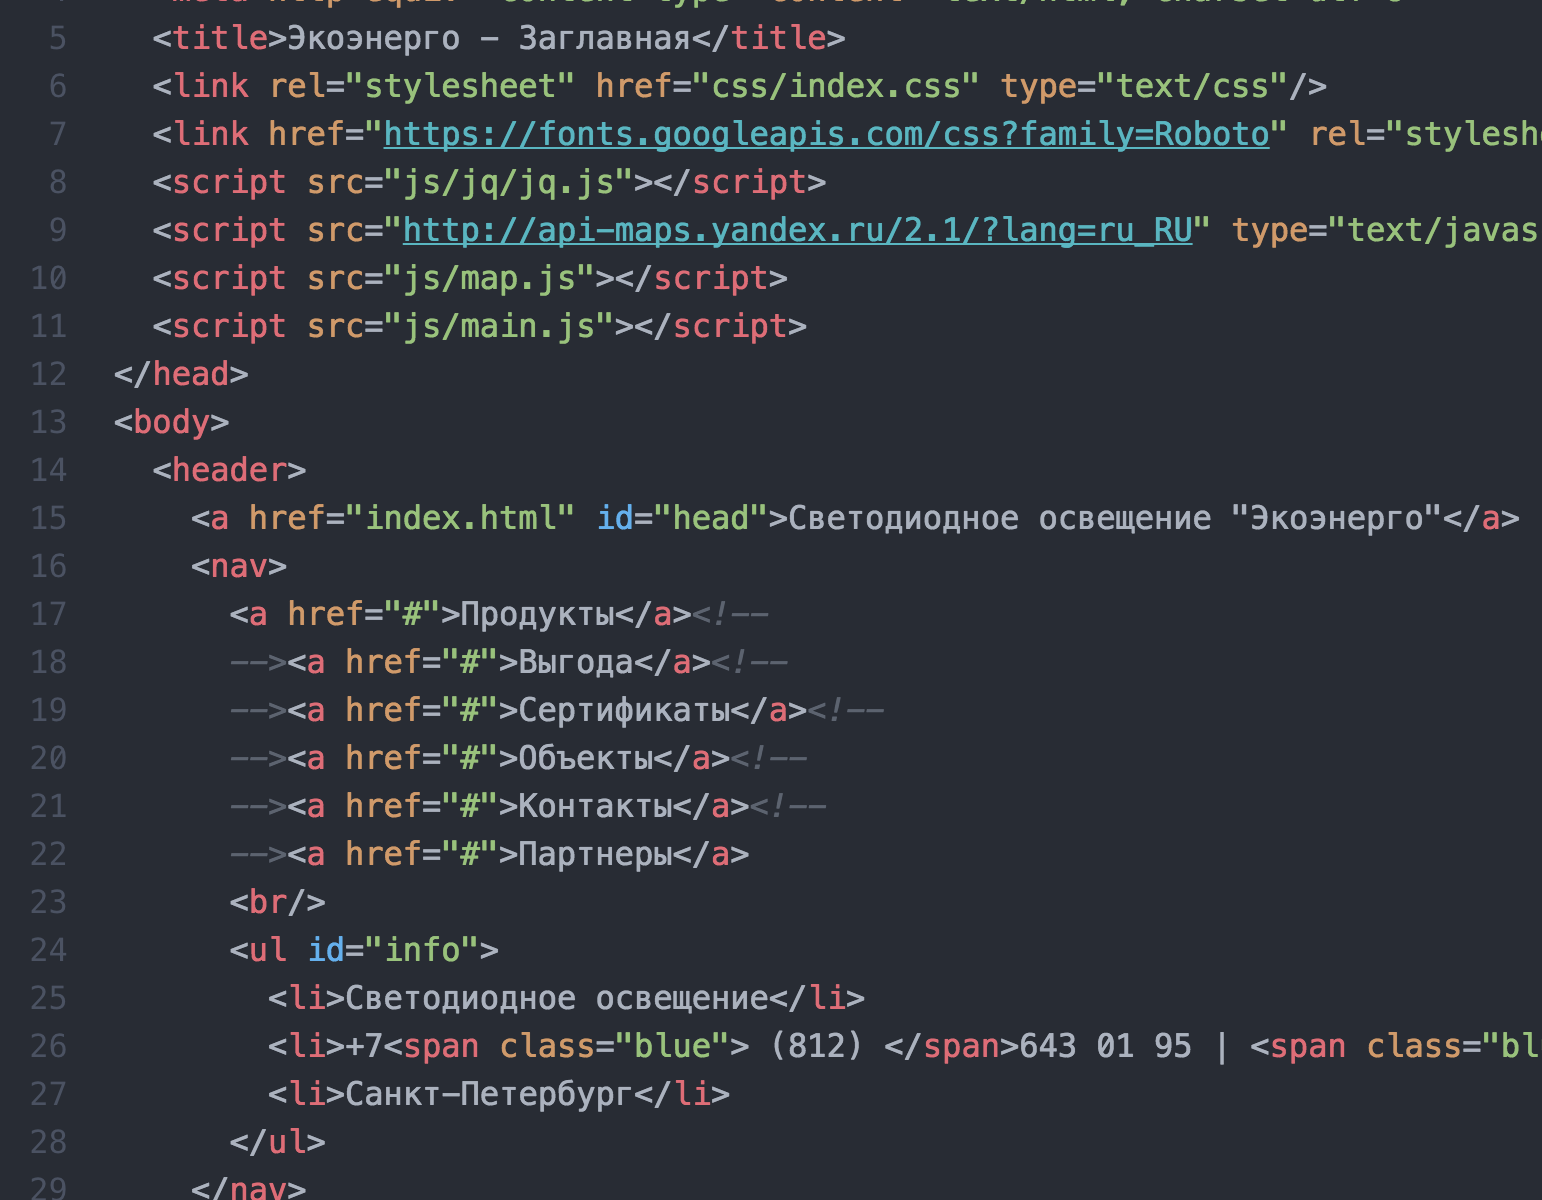 5 <title>Экоэнерго - Заглавная</title>
6 <link rel="stylesheet" href="css/index.css" type="text/css"/>
7 <link href="https://fonts.googleapis.com/css?family=Roboto" rel="stylesh
8 <script src="js/jq/jq.js"></script>
9 <script src="http://api-maps.yandex.ru/2.1/?lang=ru_RU" type="text/javas
10 <script src="js/map.js"></script>
11 <script src="js/main.js"></script>
12 </head>
13 <body>
14 <header>
15 <a href="index.html" id="head">Светодиодное освещение "Экоэнерго"</a>
16 <nav>
17 <a href="#">Продукты</a><!--
18 --><a href="#">Выгода</a><!--
19 --><a href="#">Сертификаты</a><!--
20 --><a href="#">Объекты</a><!--
21 --><a href="#">Контакты</a><!--
22 --><a href="#">Партнеры</a>
23 <br/>
24 <ul id="info">
25 <li>Светодиодное освещение</li>
26 <li>+7<span class="blue"> (812) </span>643 01 95 | <span class="bl
27 <li>Санкт-Петербург</li>
28 </ul>
29 </nav>